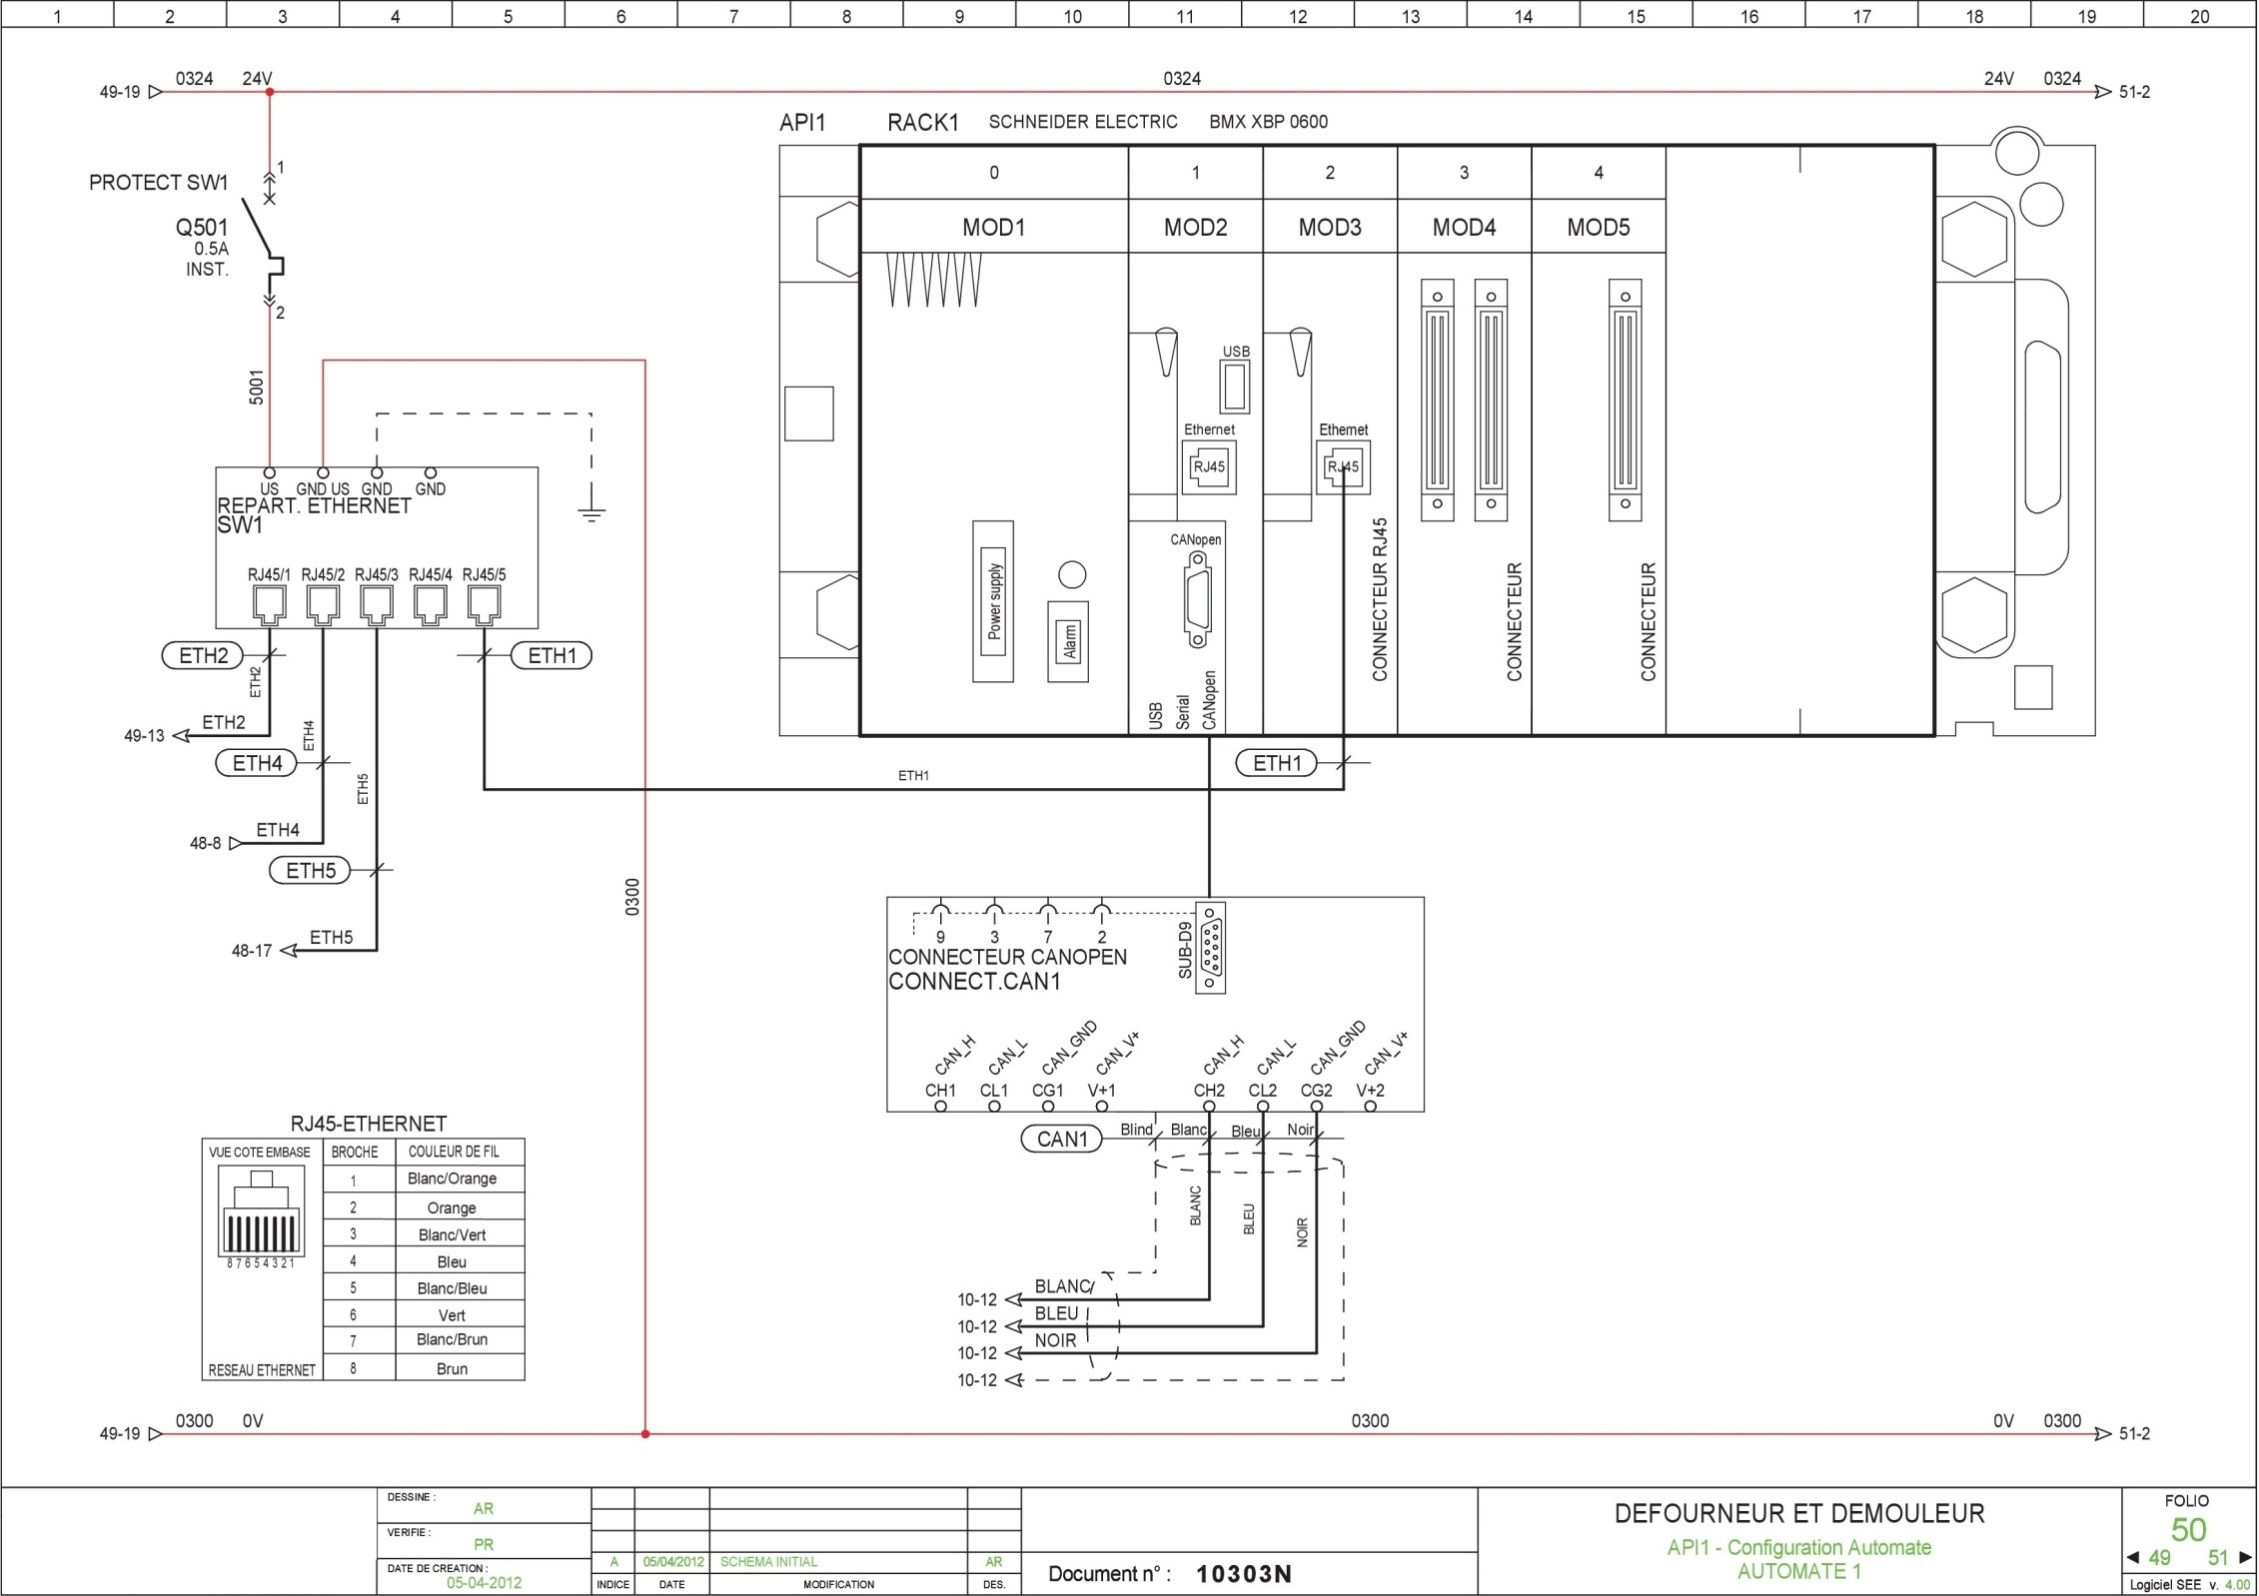 1 2 3 4 5 6 7 8 9 10 11 12 13 14 15 16 17 18 19 20
49-19 0324 24V 0324 24V 0324 51-2
API1 RACK1 SCHNEIDER ELECTRIC BMX XBP 0600
0 1 2 3 4
MOD1 MOD2 MOD3 MOD4 MOD5
1
PROTECT SW1
Q501
0.5A
INST.
2
5001
US GND US GND GND
REPART. ETHERNET
SW1
RJ45/1 RJ45/2 RJ45/3 RJ45/4 RJ45/5
ETH2 ETH1
ETH2
49-13 ETH2
ETH4
ETH4
48-8 ETH4
ETH5
ETH5
48-17 ETH5
0300
Power supply
Alarm
USB
Ethernet
RJ45
CANopen
USB
Serial
CANopen
Ethernet
RJ45
CONNECTEUR RJ45
CONNECTEUR
CONNECTEUR
ETH1
ETH1
9 3 7 2
SUB-D9
CONNECTEUR CANOPEN
CONNECT.CAN1
CAN_H CAN_L CAN_GND CAN_V+ CAN_H CAN_L CAN_GND CAN_V+
CH1 CL1 CG1 V+1 CH2 CL2 CG2 V+2
CAN1 Blind Blanc Bleu Noir
BLANC BLEU NOIR
10-12 BLANC
10-12 BLEU
10-12 NOIR
10-12
RJ45-ETHERNET
VUE COTE EMBASE BROCHE COULEUR DE FIL
1 Blanc/Orange
2 Orange
3 Blanc/Vert
4 Bleu
5 Blanc/Bleu
6 Vert
7 Blanc/Brun
8 Brun
8 7 6 5 4 3 2 1
RESEAU ETHERNET
49-19 0300 0V 0300 0V 0300 51-2
DESSINE :
AR
VERIFIE :
PR
DATE DE CREATION :
05-04-2012
A 05/04/2012 SCHEMA INITIAL AR
INDICE DATE MODIFICATION DES.
Document n° : 10303N
DEFOURNEUR ET DEMOULEUR
API1 - Configuration Automate
AUTOMATE 1
FOLIO
50
49 51
Logiciel SEE v. 4.00